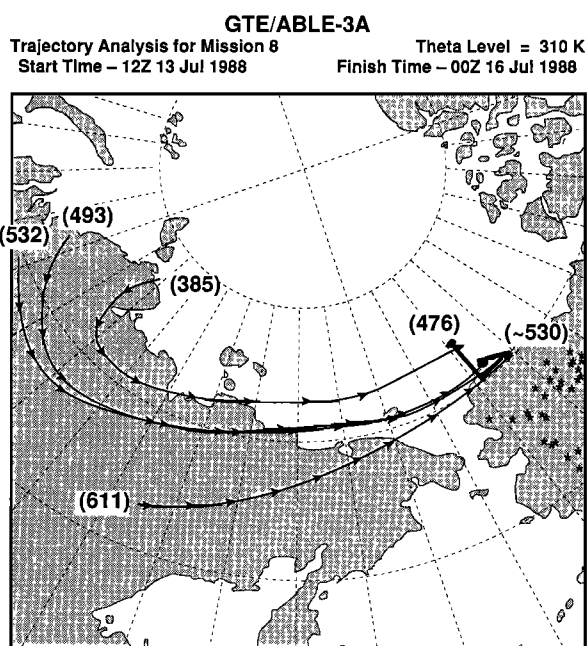 GTE/ABLE-3A
Trajectory Analysis for Mission 8
Theta Level = 310 K
Start Time – 12Z 13 Jul 1988
Finish Time – 00Z 16 Jul 1988
(493)
(532)
(385)
(476)
(~530)
(611)